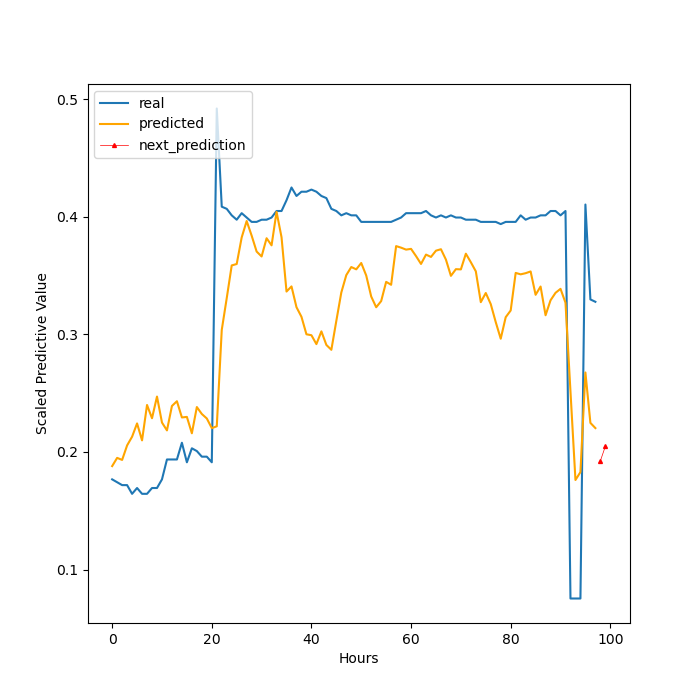 real
predicted
next_prediction
0.5
0.4
0.3
0.2
0.1
Scaled Predictive Value
0 20 40 60 80 100
Hours